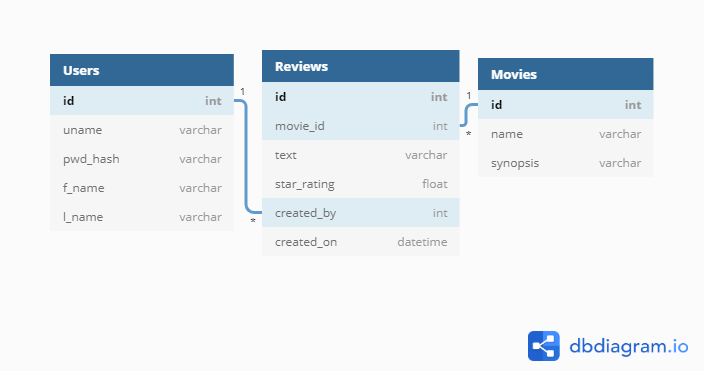 Users
id int
uname varchar
pwd_hash varchar
f_name varchar
l_name varchar
1
*
Reviews
id int
movie_id int
text varchar
star_rating float
created_by int
created_on datetime
1
*
Movies
id int
name varchar
synopsis varchar
dbdiagram.io